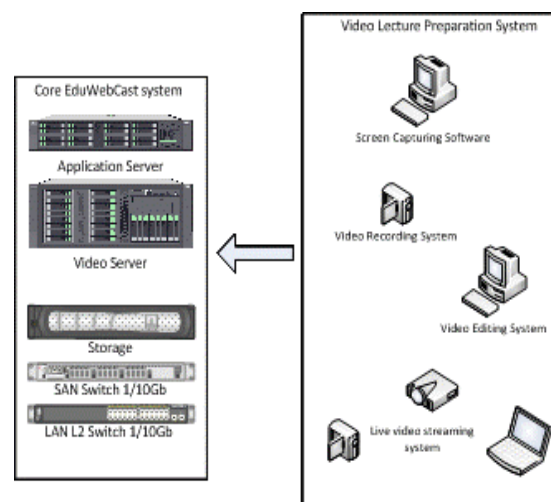 Video Lecture Preparation System
Core EduWebCast system
Application Server
Video Server
Storage
SAN Switch 1/10Gb
LAN L2 Switch 1/10Gb
Screen Capturing Software
Video Recording System
Video Editing System
Live video streaming
system